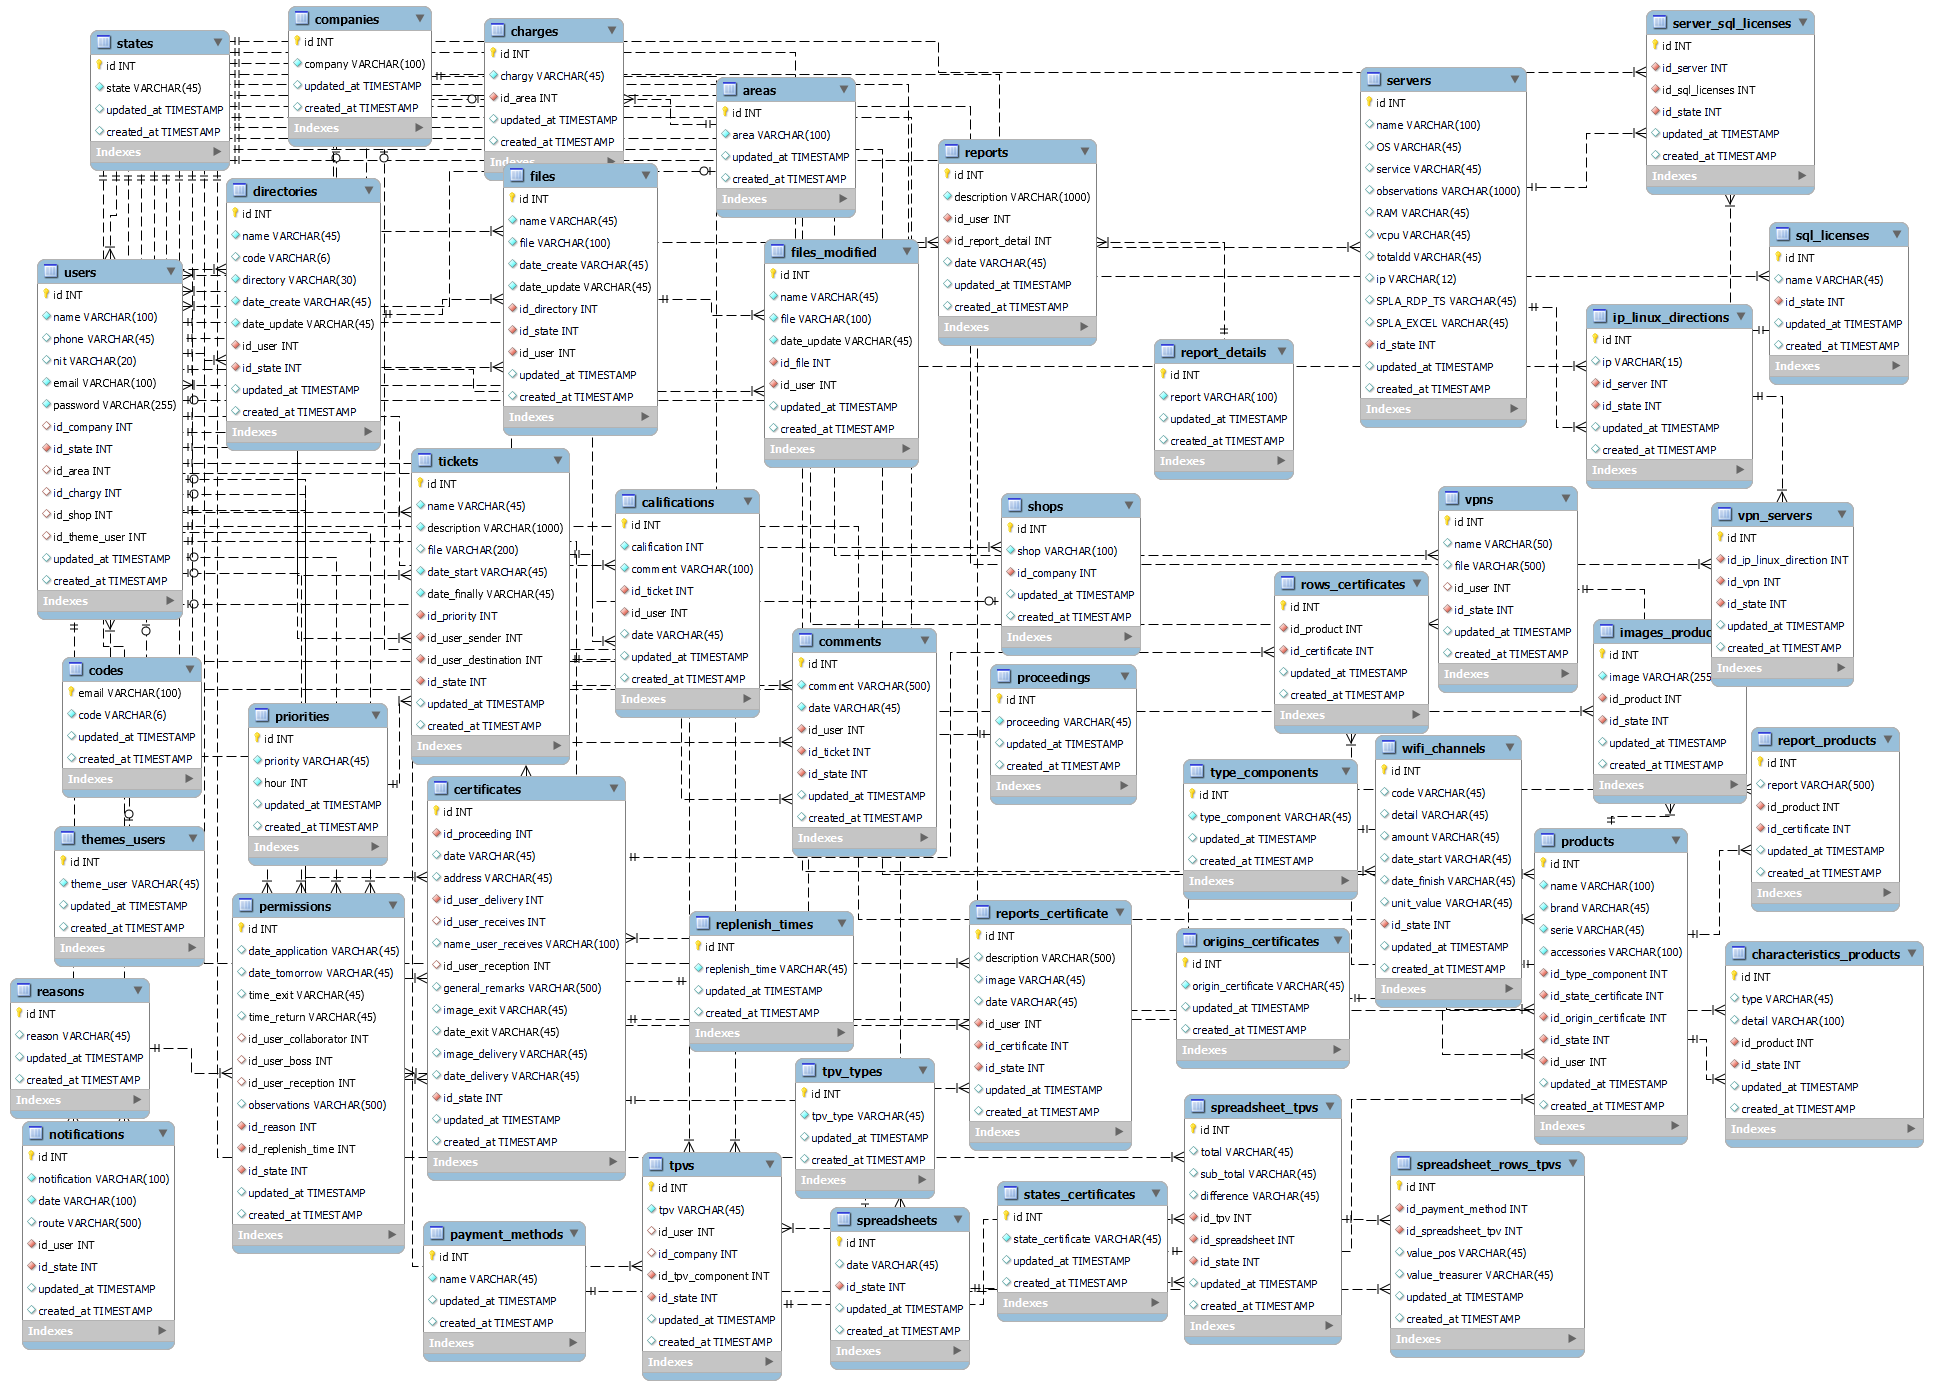 states
id INT
state VARCHAR(45)
updated_at TIMESTAMP
created_at TIMESTAMP
Indexes
companies
id INT
company VARCHAR(100)
updated_at TIMESTAMP
created_at TIMESTAMP
Indexes
charges
id INT
chargy VARCHAR(45)
id_area INT
updated_at TIMESTAMP
created_at TIMESTAMP
Indexes
areas
id INT
area VARCHAR(100)
updated_at TIMESTAMP
created_at TIMESTAMP
Indexes
reports
id INT
description VARCHAR(1000)
id_user INT
id_report_detail INT
date VARCHAR(45)
updated_at TIMESTAMP
created_at TIMESTAMP
Indexes
servers
id INT
name VARCHAR(100)
OS VARCHAR(45)
service VARCHAR(45)
observations VARCHAR(1000)
RAM VARCHAR(45)
vcpu VARCHAR(45)
totaldd VARCHAR(45)
ip VARCHAR(12)
SPLA_RDP_TS VARCHAR(45)
SPLA_EXCEL VARCHAR(45)
id_state INT
updated_at TIMESTAMP
created_at TIMESTAMP
Indexes
server_sql_licenses
id INT
id_server INT
id_sql_licenses INT
id_state INT
updated_at TIMESTAMP
created_at TIMESTAMP
Indexes
sql_licenses
id INT
name VARCHAR(45)
id_state INT
updated_at TIMESTAMP
created_at TIMESTAMP
ip_linux_directions
id INT
ip VARCHAR(15)
id_server INT
id_state INT
updated_at TIMESTAMP
created_at TIMESTAMP
Indexes
Indexes
users
id INT
name VARCHAR(100)
phone VARCHAR(45)
nit VARCHAR(20)
email VARCHAR(100)
password VARCHAR(255)
id_company INT
id_state INT
id_area INT
id_chargy INT
id_shop INT
id_theme_user INT
updated_at TIMESTAMP
created_at TIMESTAMP
Indexes
directories
id INT
name VARCHAR(45)
code VARCHAR(6)
directory VARCHAR(30)
date_create VARCHAR(45)
date_update VARCHAR(45)
id_user INT
id_state INT
updated_at TIMESTAMP
created_at TIMESTAMP
Indexes
files
id INT
name VARCHAR(45)
file VARCHAR(100)
date_create VARCHAR(45)
date_update VARCHAR(45)
id_directory INT
id_state INT
id_user INT
updated_at TIMESTAMP
created_at TIMESTAMP
Indexes
files_modified
id INT
name VARCHAR(45)
file VARCHAR(100)
date_update VARCHAR(45)
id_file INT
id_user INT
updated_at TIMESTAMP
created_at TIMESTAMP
Indexes
report_details
id INT
report VARCHAR(100)
updated_at TIMESTAMP
created_at TIMESTAMP
Indexes
tickets
id INT
name VARCHAR(45)
description VARCHAR(1000)
file VARCHAR(200)
date_start VARCHAR(45)
date_finally VARCHAR(45)
id_priority INT
id_user_sender INT
id_user_destination INT
id_state INT
updated_at TIMESTAMP
created_at TIMESTAMP
Indexes
califications
id INT
calification INT
comment VARCHAR(100)
id_ticket INT
id_user INT
date VARCHAR(45)
updated_at TIMESTAMP
created_at TIMESTAMP
Indexes
shops
id INT
shop VARCHAR(100)
id_company INT
updated_at TIMESTAMP
created_at TIMESTAMP
Indexes
vpns
id INT
name VARCHAR(50)
file VARCHAR(500)
id_user INT
id_state INT
updated_at TIMESTAMP
created_at TIMESTAMP
Indexes
vpn_servers
id INT
id_ip_linux_direction INT
id_vpn INT
id_state INT
updated_at TIMESTAMP
created_at TIMESTAMP
Indexes
rows_certificates
id INT
id_product INT
id_certificate INT
updated_at TIMESTAMP
created_at TIMESTAMP
Indexes
images_produc
id INT
image VARCHAR(255
id_product INT
id_state INT
updated_at TIMESTAMP
created_at TIMESTAMP
Indexes
comments
id INT
comment VARCHAR(500)
date VARCHAR(45)
id_user INT
id_ticket INT
id_state INT
updated_at TIMESTAMP
created_at TIMESTAMP
Indexes
proceedings
id INT
proceeding VARCHAR(45)
updated_at TIMESTAMP
created_at TIMESTAMP
Indexes
codes
email VARCHAR(100)
code VARCHAR(6)
updated_at TIMESTAMP
created_at TIMESTAMP
Indexes
priorities
id INT
priority VARCHAR(45)
hour INT
updated_at TIMESTAMP
created_at TIMESTAMP
Indexes
certificates
id INT
id_proceeding INT
date VARCHAR(45)
address VARCHAR(45)
id_user_delivery INT
id_user_receives INT
name_user_receives VARCHAR(100)
id_user_reception INT
general_remarks VARCHAR(500)
image_exit VARCHAR(45)
date_exit VARCHAR(45)
image_delivery VARCHAR(45)
date_delivery VARCHAR(45)
id_state INT
updated_at TIMESTAMP
created_at TIMESTAMP
Indexes
type_components
id INT
type_component VARCHAR(45)
updated_at TIMESTAMP
created_at TIMESTAMP
Indexes
wifi_channels
id INT
code VARCHAR(45)
detail VARCHAR(45)
amount VARCHAR(45)
date_start VARCHAR(45)
date_finish VARCHAR(45)
unit_value VARCHAR(45)
id_state INT
updated_at TIMESTAMP
created_at TIMESTAMP
Indexes
report_products
id INT
report VARCHAR(500)
id_product INT
id_certificate INT
updated_at TIMESTAMP
created_at TIMESTAMP
Indexes
products
id INT
name VARCHAR(100)
brand VARCHAR(45)
serie VARCHAR(45)
accessories VARCHAR(100)
id_type_component INT
id_state_certificate INT
id_origin_certificate INT
id_state INT
id_user INT
updated_at TIMESTAMP
created_at TIMESTAMP
Indexes
themes_users
id INT
theme_user VARCHAR(45)
updated_at TIMESTAMP
created_at TIMESTAMP
Indexes
permissions
id INT
date_application VARCHAR(45)
date_tomorrow VARCHAR(45)
time_exit VARCHAR(45)
time_return VARCHAR(45)
id_user_collaborator INT
id_user_boss INT
id_user_reception INT
observations VARCHAR(500)
id_reason INT
id_replenish_time INT
id_state INT
updated_at TIMESTAMP
created_at TIMESTAMP
Indexes
replenish_times
id INT
replenish_time VARCHAR(45)
updated_at TIMESTAMP
created_at TIMESTAMP
Indexes
reports_certificate
id INT
description VARCHAR(500)
image VARCHAR(45)
date VARCHAR(45)
id_user INT
id_certificate INT
id_state INT
updated_at TIMESTAMP
created_at TIMESTAMP
Indexes
origins_certificates
id INT
origin_certificate VARCHAR(45)
updated_at TIMESTAMP
created_at TIMESTAMP
Indexes
characteristics_products
id INT
type VARCHAR(45)
detail VARCHAR(100)
id_product INT
id_state INT
updated_at TIMESTAMP
created_at TIMESTAMP
Indexes
reasons
id INT
reason VARCHAR(45)
updated_at TIMESTAMP
created_at TIMESTAMP
Indexes
notifications
id INT
notification VARCHAR(100)
date VARCHAR(100)
route VARCHAR(500)
id_user INT
id_state INT
updated_at TIMESTAMP
created_at TIMESTAMP
Indexes
tpv_types
id INT
tpv_type VARCHAR(45)
updated_at TIMESTAMP
created_at TIMESTAMP
Indexes
spreadsheet_tpvs
id INT
total VARCHAR(45)
sub_total VARCHAR(45)
difference VARCHAR(45)
id_tpv INT
id_spreadsheet INT
id_state INT
updated_at TIMESTAMP
created_at TIMESTAMP
Indexes
tpvs
id INT
tpv VARCHAR(45)
id_user INT
id_company INT
id_tpv_component INT
id_state INT
updated_at TIMESTAMP
created_at TIMESTAMP
Indexes
payment_methods
id INT
name VARCHAR(45)
updated_at TIMESTAMP
created_at TIMESTAMP
Indexes
spreadsheets
id INT
date VARCHAR(45)
id_state INT
updated_at TIMESTAMP
created_at TIMESTAMP
Indexes
states_certificates
id INT
state_certificate VARCHAR(45)
updated_at TIMESTAMP
created_at TIMESTAMP
Indexes
spreadsheet_rows_tpvs
id INT
id_payment_method INT
id_spreadsheet_tpv INT
value_pos VARCHAR(45)
value_treasurer VARCHAR(45)
updated_at TIMESTAMP
created_at TIMESTAMP
Indexes